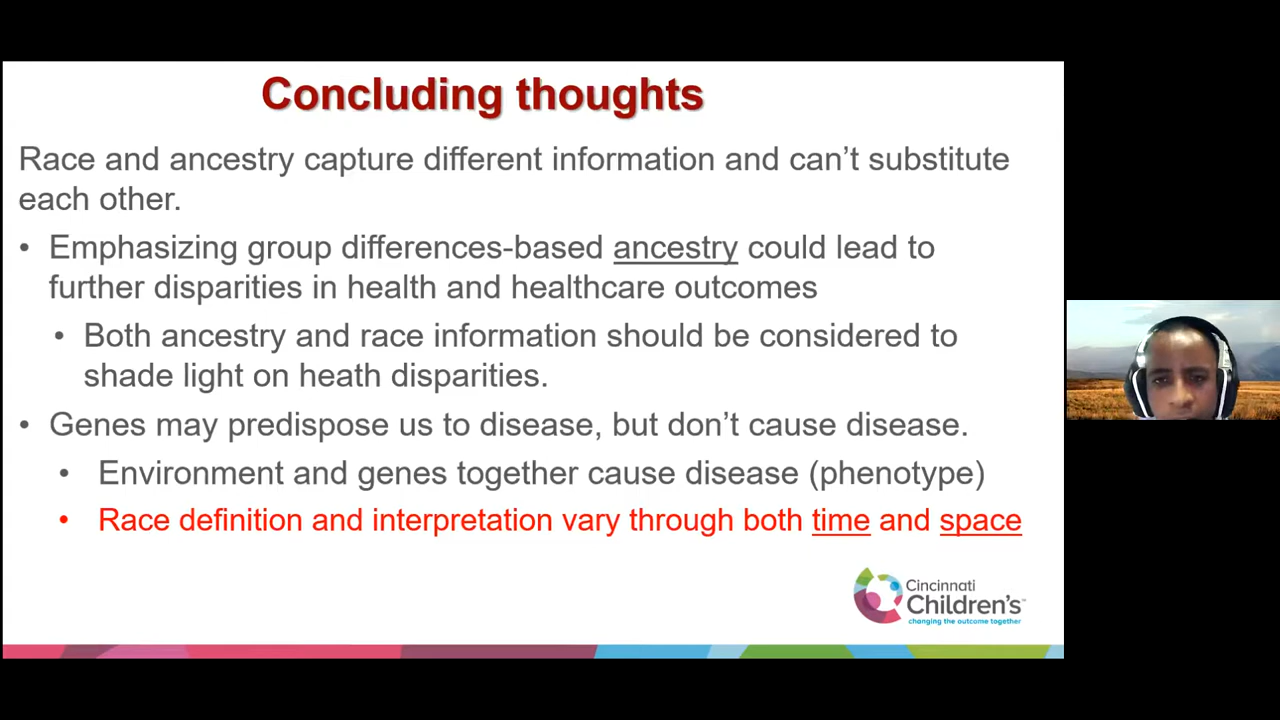 Concluding thoughts
Race and ancestry capture different information and can’t substitute
each other.
• Emphasizing group differences-based ancestry could lead to
further disparities in health and healthcare outcomes
• Both ancestry and race information should be considered to
shade light on heath disparities.
• Genes may predispose us to disease, but don’t cause disease.
• Environment and genes together cause disease (phenotype)
• Race definition and interpretation vary through both time and space
Cincinnati
Children’s™
changing the outcome together